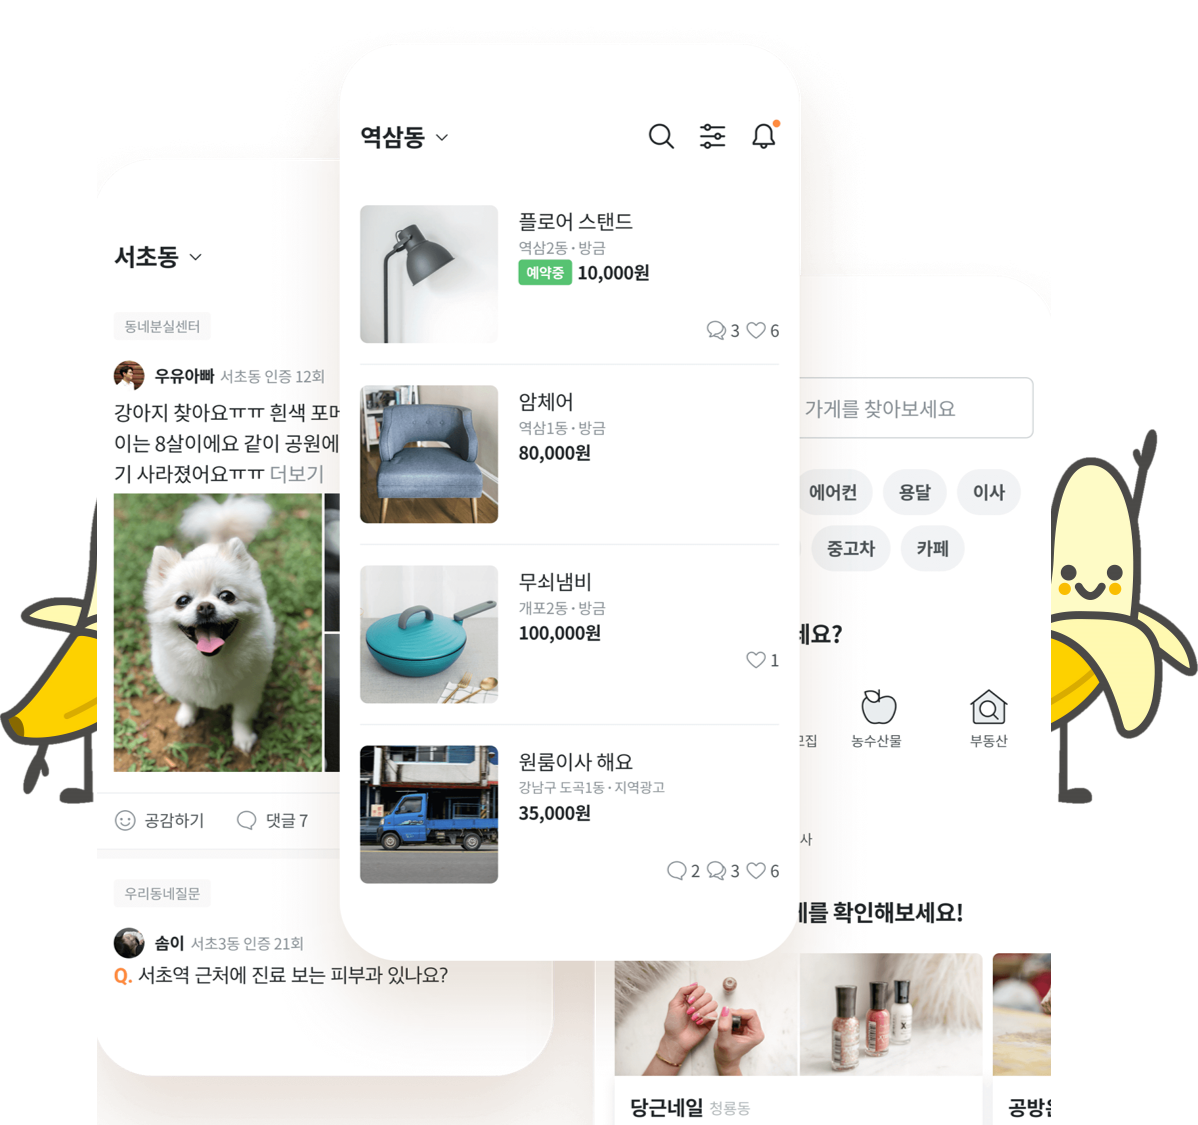 역삼동
플로어 스탠드
역삼2동 · 방금
예약중 10,000원
3 6
암체어
역삼1동 · 방금
80,000원
무쇠냄비
개포2동 · 방금
100,000원
1
원룸이사 해요
강남구 도곡1동 · 지역광고
35,000원
2 3 6
서초동
동네분실센터
우유아빠 서초동 인증 12회
강아지 찾아요ㅠㅠ 흰색
이는 8살이에요 같이 공원에
기 사라졌어요ㅠㅠ 더보기
공감하기 댓글 7
우리동네질문
솜이 서초3동 인증 21회
Q. 서초역 근처에 진료 보는 피부과 있나요?
가게를 찾아보세요
에어컨 용달 이사
중고차 카페
요?
농수산물 부동산
사
를 확인해보세요!
당근네일 청룡동
공방